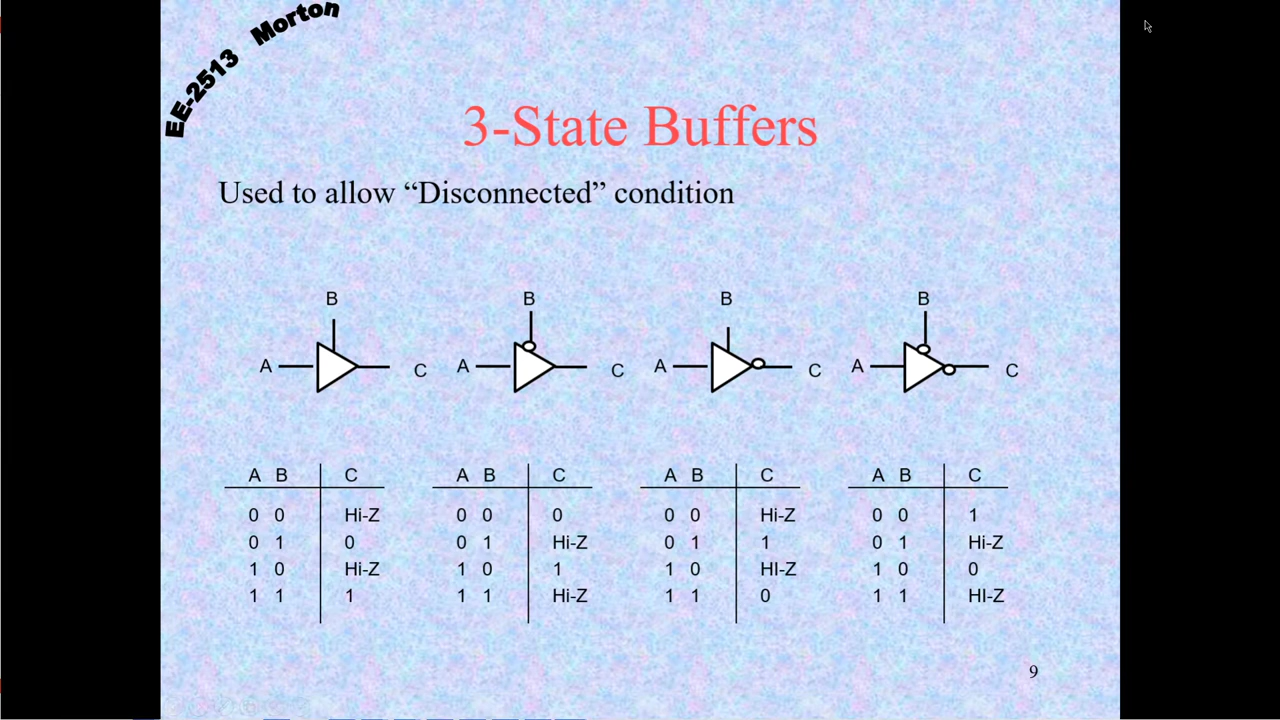 EE-2513 Morton
3-State Buffers
Used to allow “Disconnected” condition
B B B B
A C A C A C A C
A B C A B C A B C A B C
0 0 Hi-Z 0 0 0 0 0 Hi-Z 0 0 1
0 1 0 0 1 Hi-Z 0 1 1 0 1 Hi-Z
1 0 Hi-Z 1 0 1 1 0 HI-Z 1 0 0
1 1 1 1 1 Hi-Z 1 1 0 1 1 HI-Z
9